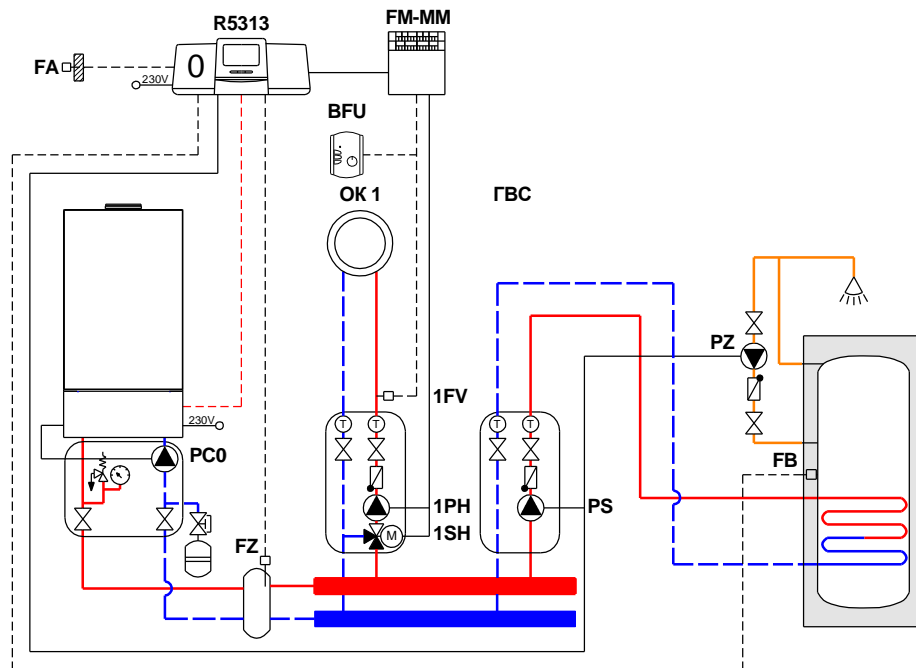 R5313
FM-MM
FA
0
230V
BFU
ОК 1
ГВС
PZ
1FV
T
T
T
T
230V
PC0
FB
1PH
PS
1SH
M
FZ